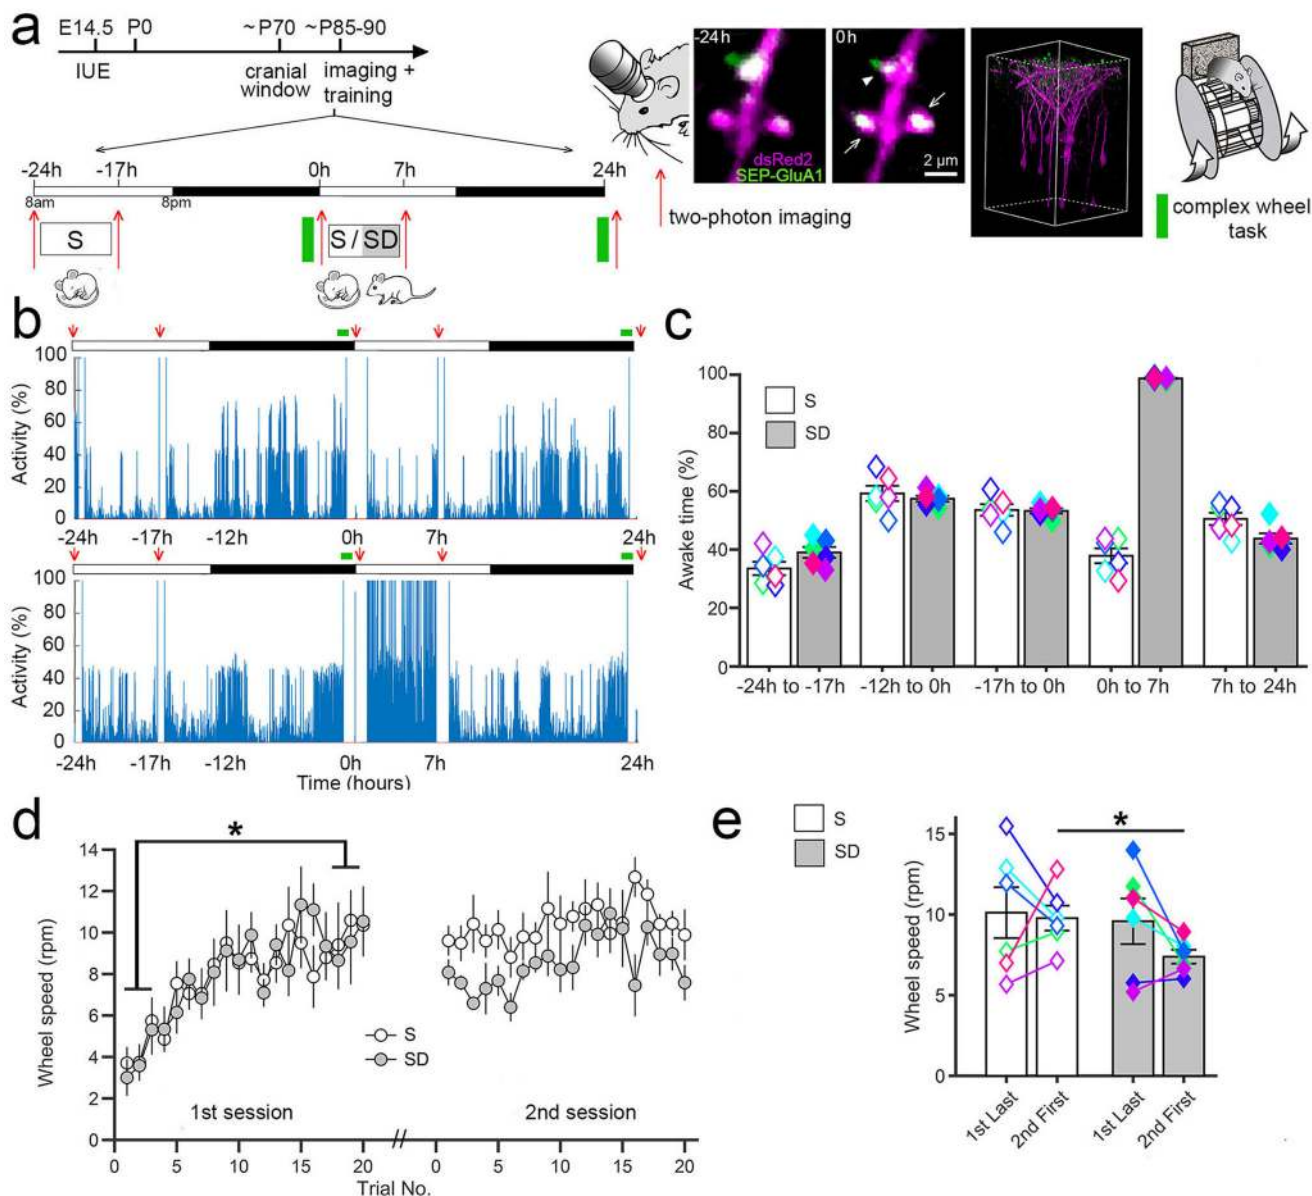 a
E14.5 P0 ~P70 ~P85-90
IUE cranial window imaging + training
-24h -17h 0h 7h 24h
8am 8pm
S S / SD
-24h 0h
dsRed2
SEP-GluA1
2 µm
two-photon imaging
complex wheel
task
b
100
80
60
40
20
0
Activity (%)
-24h -17h -12h 0h 7h 24h
100
80
60
40
20
0
Activity (%)
-24h -17h -12h 0h 7h 24h
Time (hours)
c
S
SD
100
80
60
40
20
0
Awake time (%)
-24h to -17h -12h to 0h -17h to 0h 0h to 7h 7h to 24h
d
*
14
12
10
8
6
4
2
0
Wheel speed (rpm)
S
SD
1st session 2nd session
0 5 10 15 20 0 5 10 15 20
Trial No.
e
S
SD
*
15
10
5
0
Wheel speed (rpm)
1st Last 2nd First 1st Last 2nd First